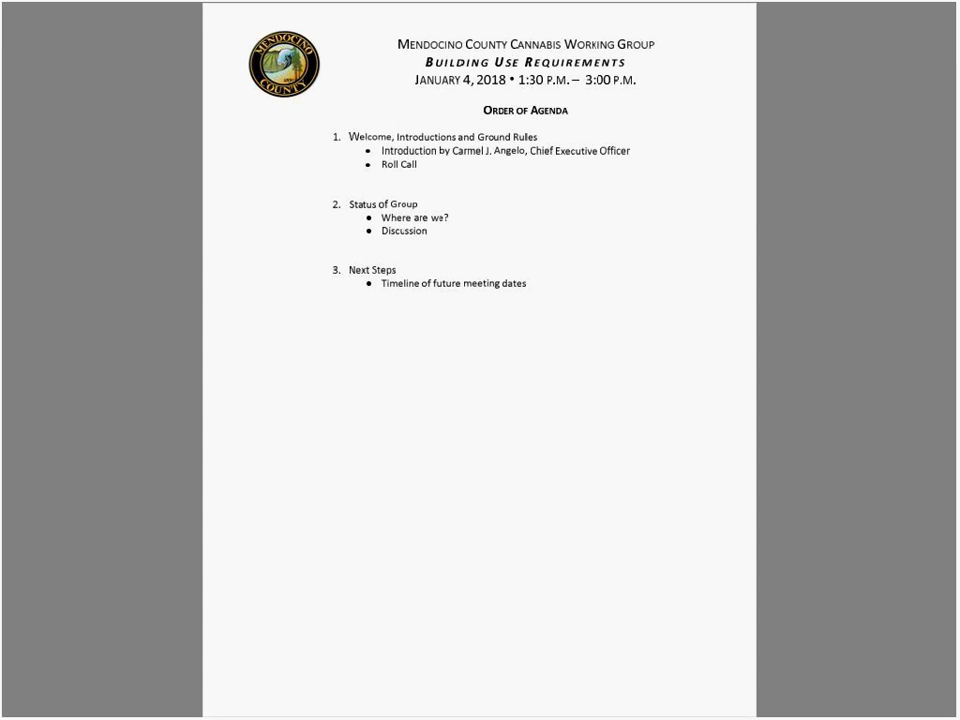 MENDOCINO COUNTY
MENDOCINO COUNTY CANNABIS WORKING GROUP
BUILDING USE REQUIREMENTS
JANUARY 4, 2018 • 1:30 P.M. – 3:00 P.M.
ORDER OF AGENDA
1. Welcome, Introductions and Ground Rules
• Introduction by Carmel J. Angelo, Chief Executive Officer
• Roll Call
2. Status of Group
• Where are we?
• Discussion
3. Next Steps
• Timeline of future meeting dates